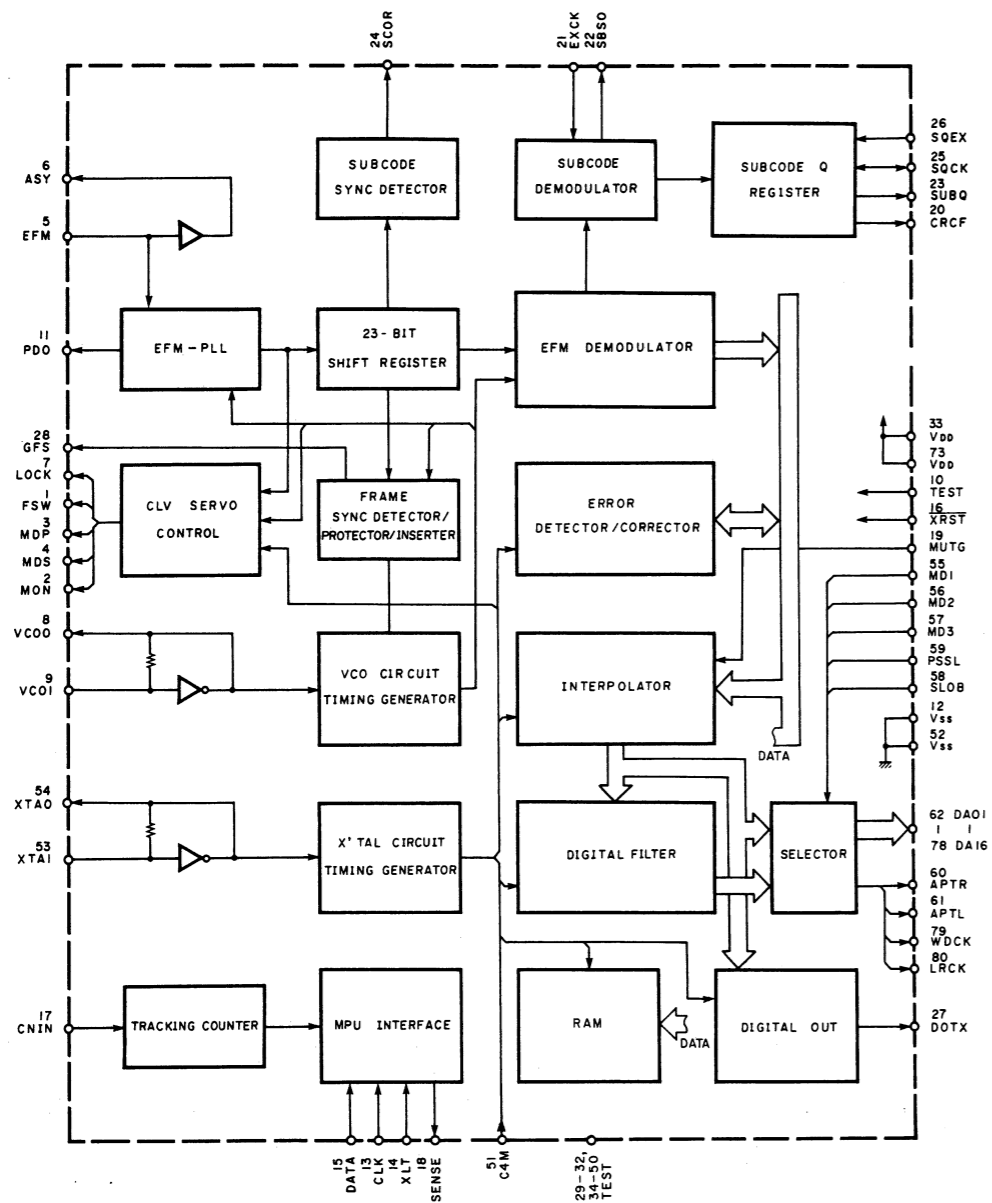 24
SCOR
21
EXCK
22
SBSO
6
ASY
5
EFM
SUBCODE
SYNC DETECTOR
SUBCODE
DEMODULATOR
SUBCODE Q
REGISTER
26
SQEX
25
SQCK
23
SUBQ
20
CRCF
11
PDO
EFM-PLL
23-BIT
SHIFT REGISTER
EFM DEMODULATOR
28
GFS
7
LOCK
1
FSW
3
MDP
4
MDS
2
MON
CLV SERVO
CONTROL
FRAME
SYNC DETECTOR/
PROTECTOR/INSERTER
ERROR
DETECTOR/CORRECTOR
33
VDD
73
VDD
10
TEST
16
XRST
19
MUTG
55
MD1
56
MD2
57
MD3
59
PSSL
58
SLOB
12
Vss
52
Vss
8
VCOO
9
VCOI
VCO CIRCUIT
TIMING GENERATOR
INTERPOLATOR
DATA
54
XTAO
53
XTAI
X'TAL CIRCUIT
TIMING GENERATOR
DIGITAL FILTER
SELECTOR
62 DA01
ı ı
78 DA16
60
APTR
61
APTL
79
WDCK
80
LRCK
17
CNIN
TRACKING COUNTER
MPU INTERFACE
RAM
DATA
DIGITAL OUT
27
DOTX
15
DATA
13
CLK
14
XLT
18
SENSE
51
C4M
29-32,
34-50
TEST